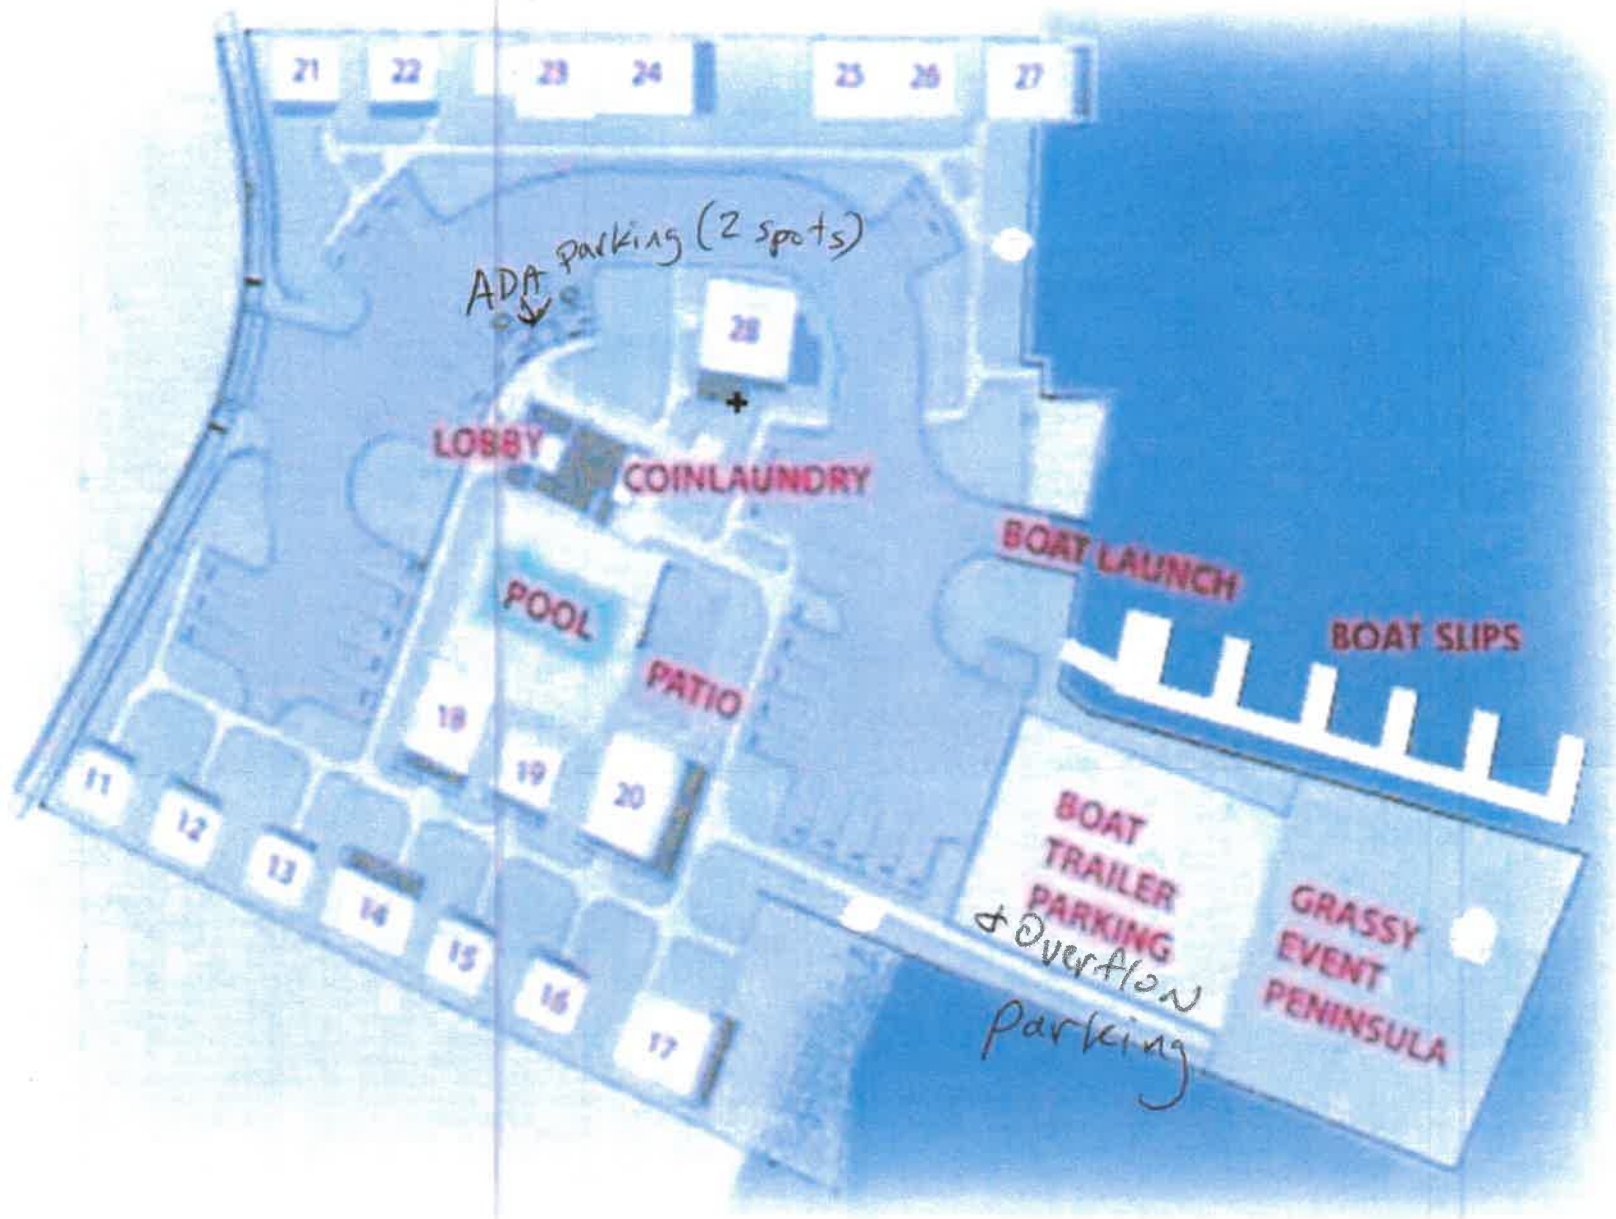 21 22 23 24 25 26 27
ADA parking (2 spots)
28
LOBBY
COINLAUNDRY
BOAT LAUNCH
BOAT SLIPS
POOL
PATIO
18
19
20
11
12
13
14
15
16
17
BOAT
TRAILER
PARKING
+ Overflow
parking
GRASSY
EVENT
PENINSULA